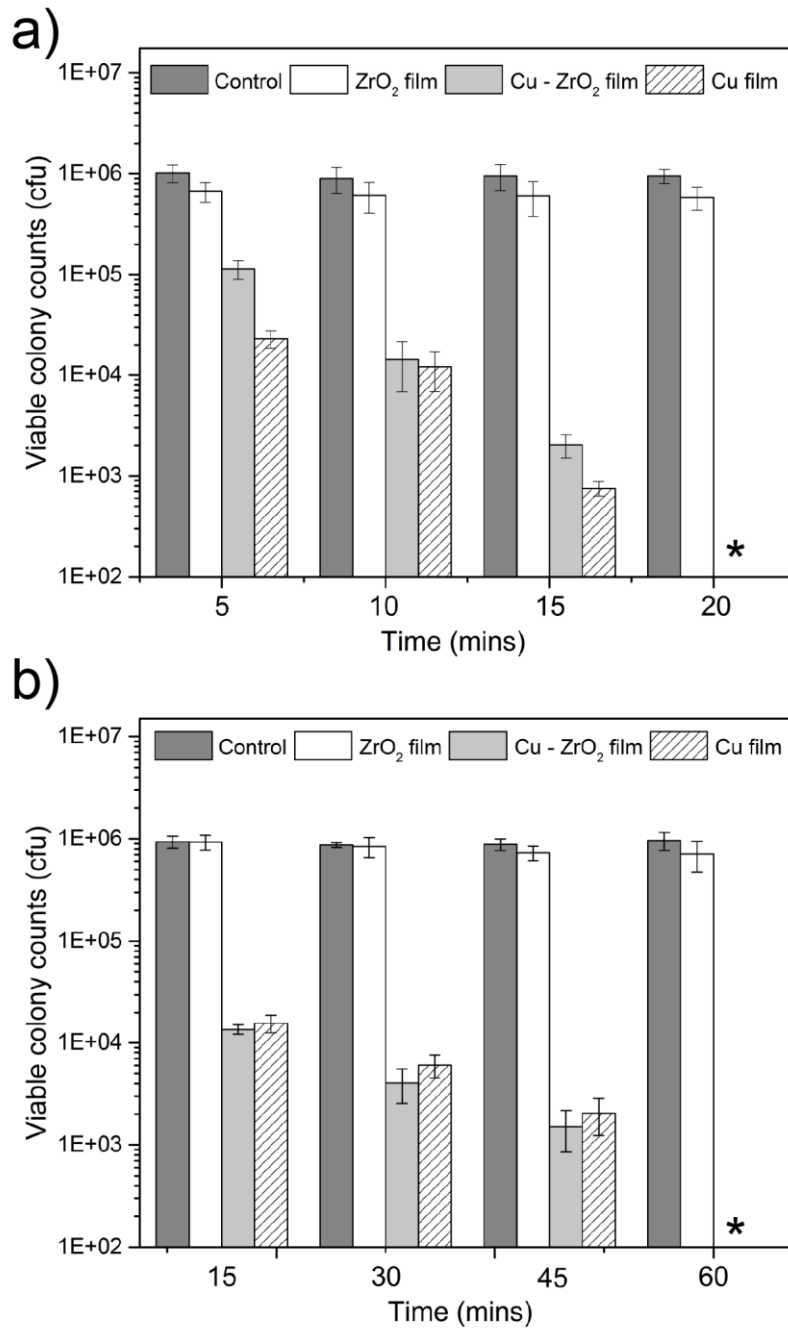 a)
1E+07
Control ZrO₂ film Cu - ZrO₂ film Cu film
1E+06
1E+05
1E+04
1E+03
1E+02
Viable colony counts (cfu)
5 10 15 20
*
Time (mins)
b)
1E+07
Control ZrO₂ film Cu - ZrO₂ film Cu film
1E+06
1E+05
1E+04
1E+03
1E+02
Viable colony counts (cfu)
15 30 45 60
*
Time (mins)